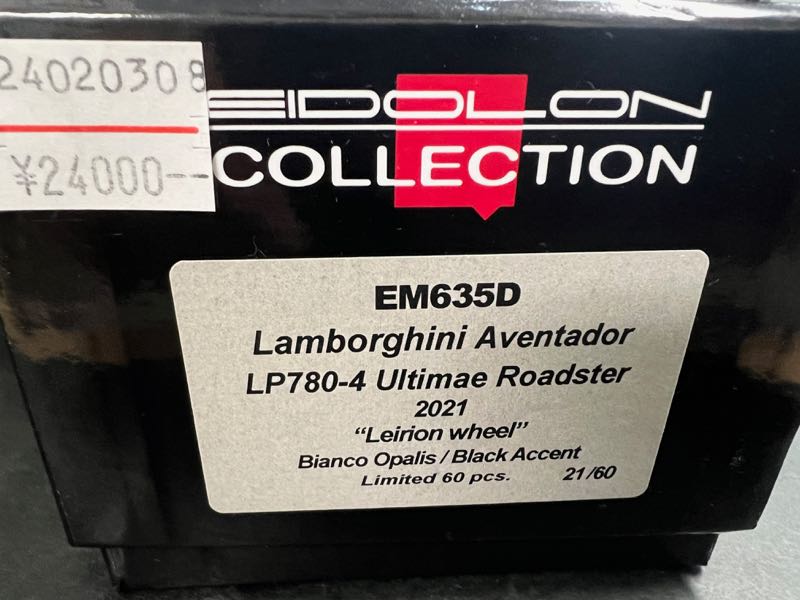 24020308
¥24000--
EIDOLON
COLLECTION
EM635D
Lamborghini Aventador
LP780-4 Ultimae Roadster
2021
“Leirion wheel”
Bianco Opalis / Black Accent
Limited 60 pcs. 21/60